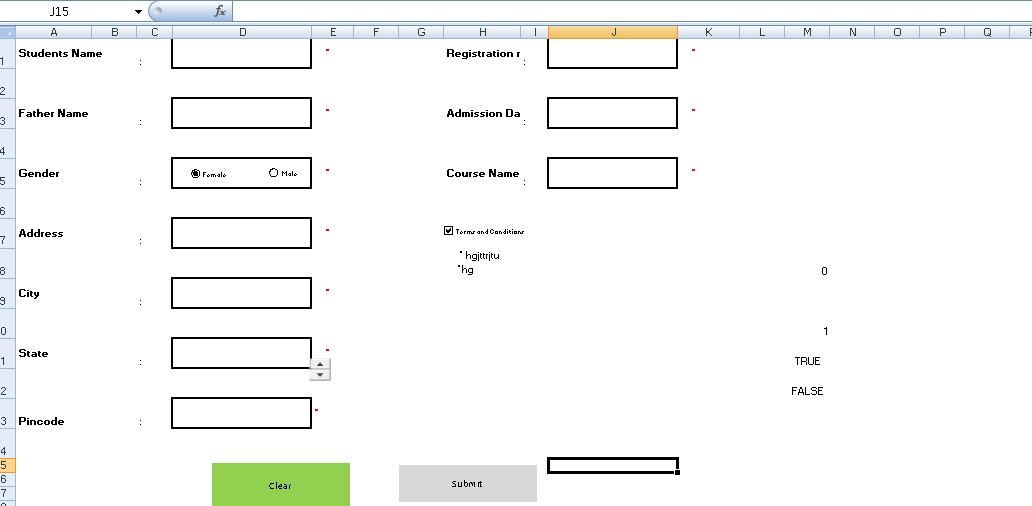 J15 fx
A B C D E F G H I J K L M N O P Q
1 Students Name : * Registration r : *
2
3 Father Name : * Admission Da : *
4
5 Gender : Female Male * Course Name : *
6
7 Address : * Terms and Conditions
* hgjttrjtu
8 *hg 0
9 City : *
0 1
1 State : * TRUE
2 FALSE
3 Pincode : *
4
5
6 Clear Submit
7